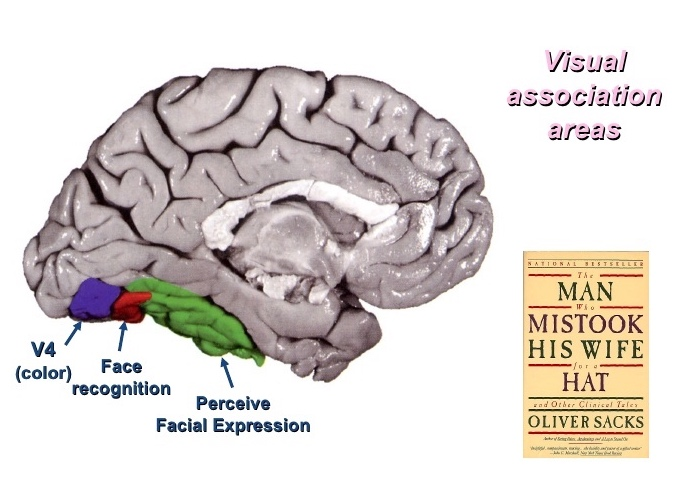 Visual
association
areas
V4
(color)
Face
recognition
Perceive
Facial Expression
NATIONAL BESTSELLER
The
MAN
Who
MISTOOK
HIS WIFE
for a
HAT
and Other Clinical Tales
OLIVER SACKS